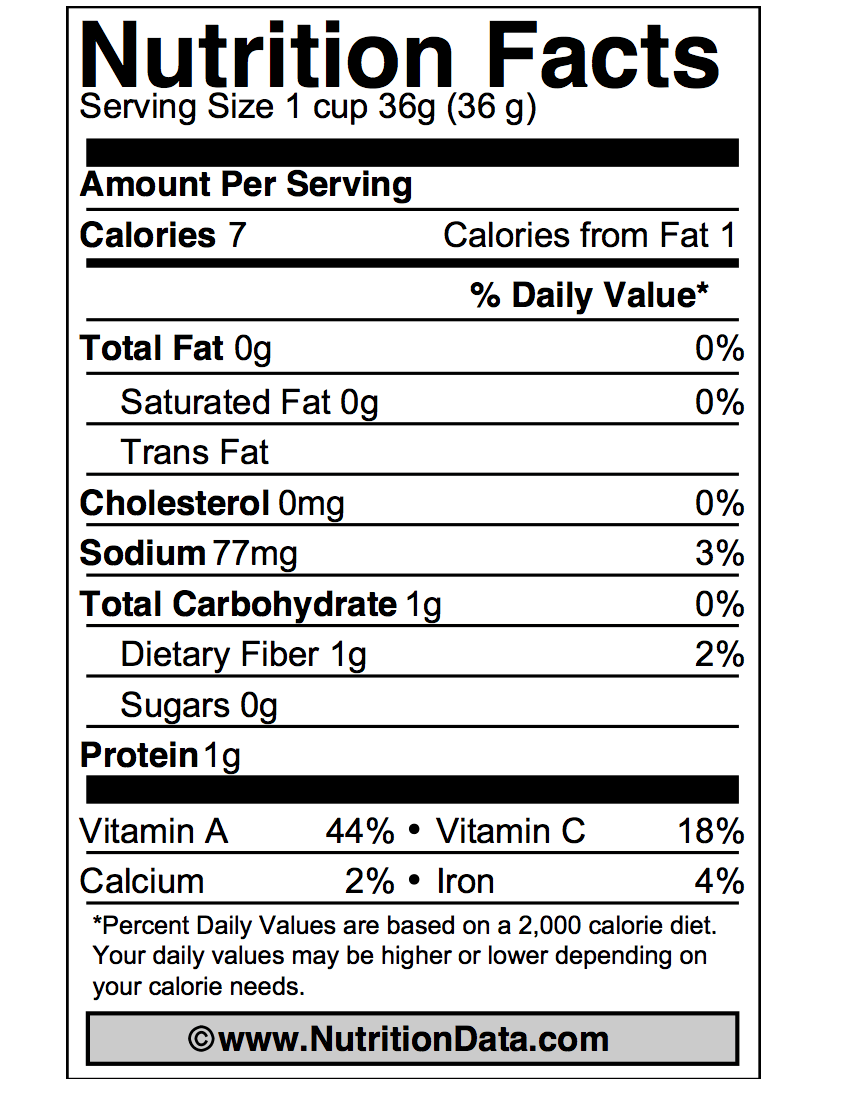 Nutrition Facts
Serving Size 1 cup 36g (36 g)
Amount Per Serving
Calories 7 Calories from Fat 1
% Daily Value*
Total Fat 0g 0%
Saturated Fat 0g 0%
Trans Fat
Cholesterol 0mg 0%
Sodium 77mg 3%
Total Carbohydrate 1g 0%
Dietary Fiber 1g 2%
Sugars 0g
Protein 1g
Vitamin A 44% • Vitamin C 18%
Calcium 2% • Iron 4%
*Percent Daily Values are based on a 2,000 calorie diet.
Your daily values may be higher or lower depending on
your calorie needs.
©www.NutritionData.com